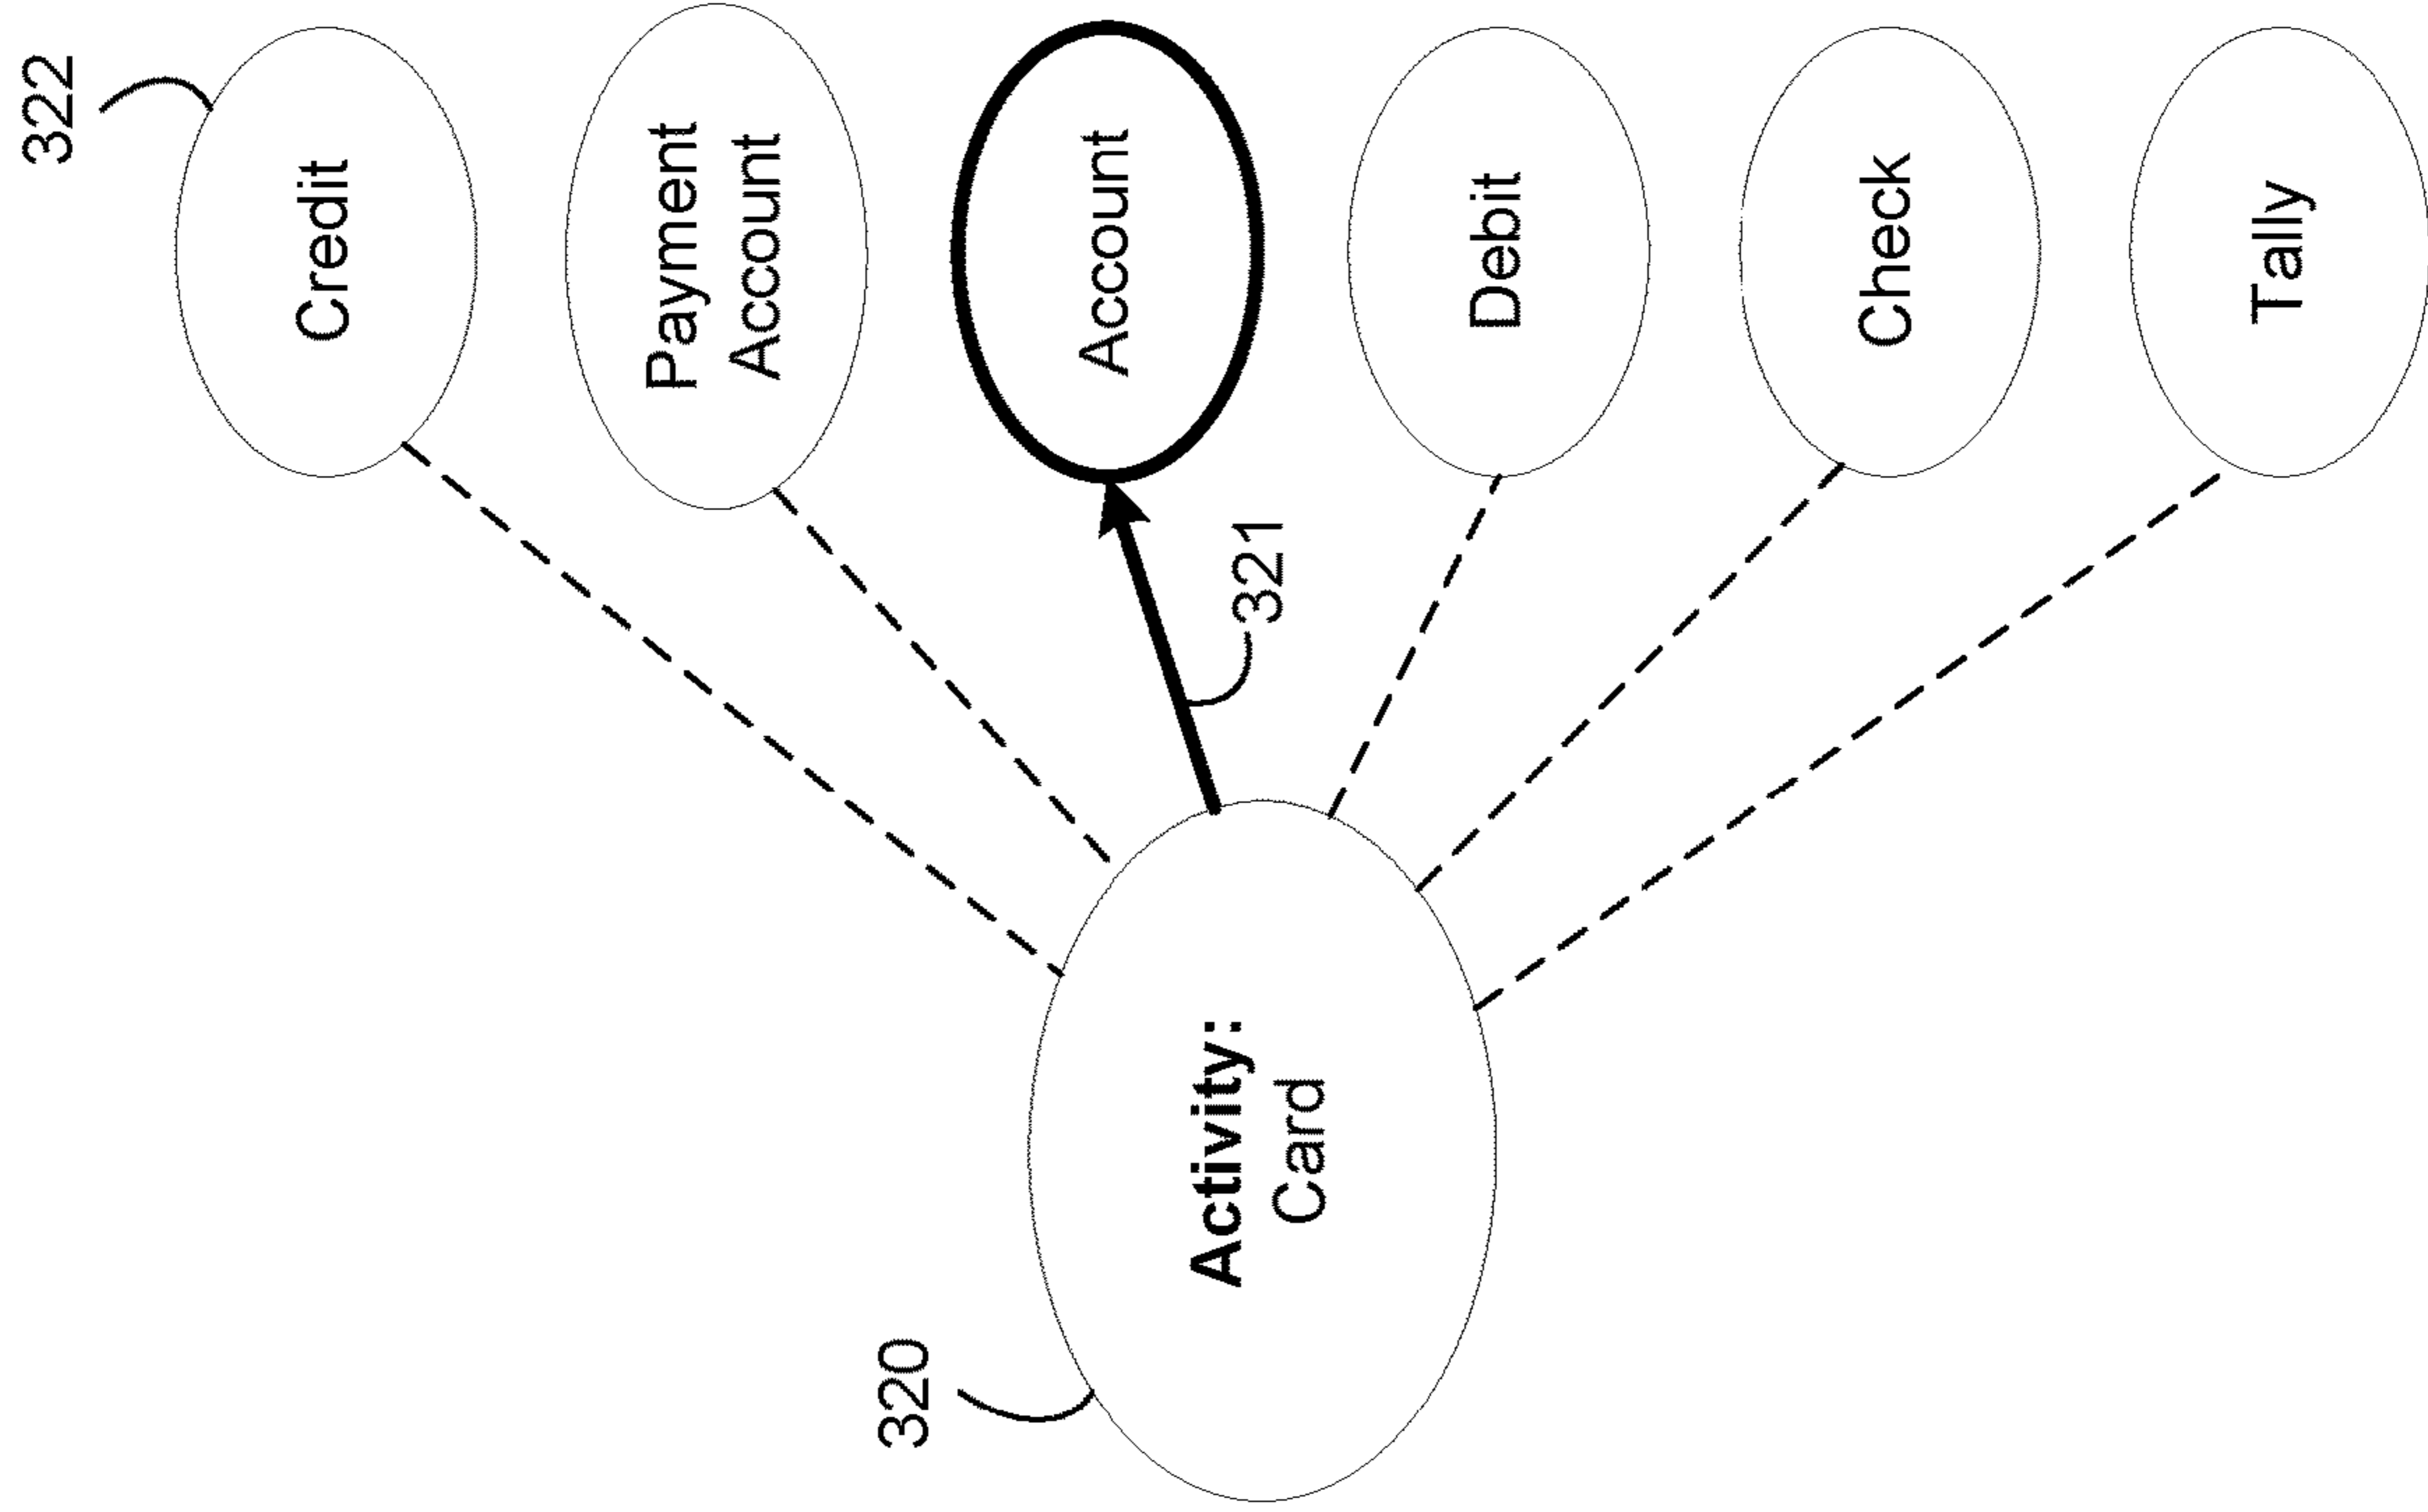 322
Credit
Payment
Account
Account
321
Debit
Check
Tally
320
Activity:
Card